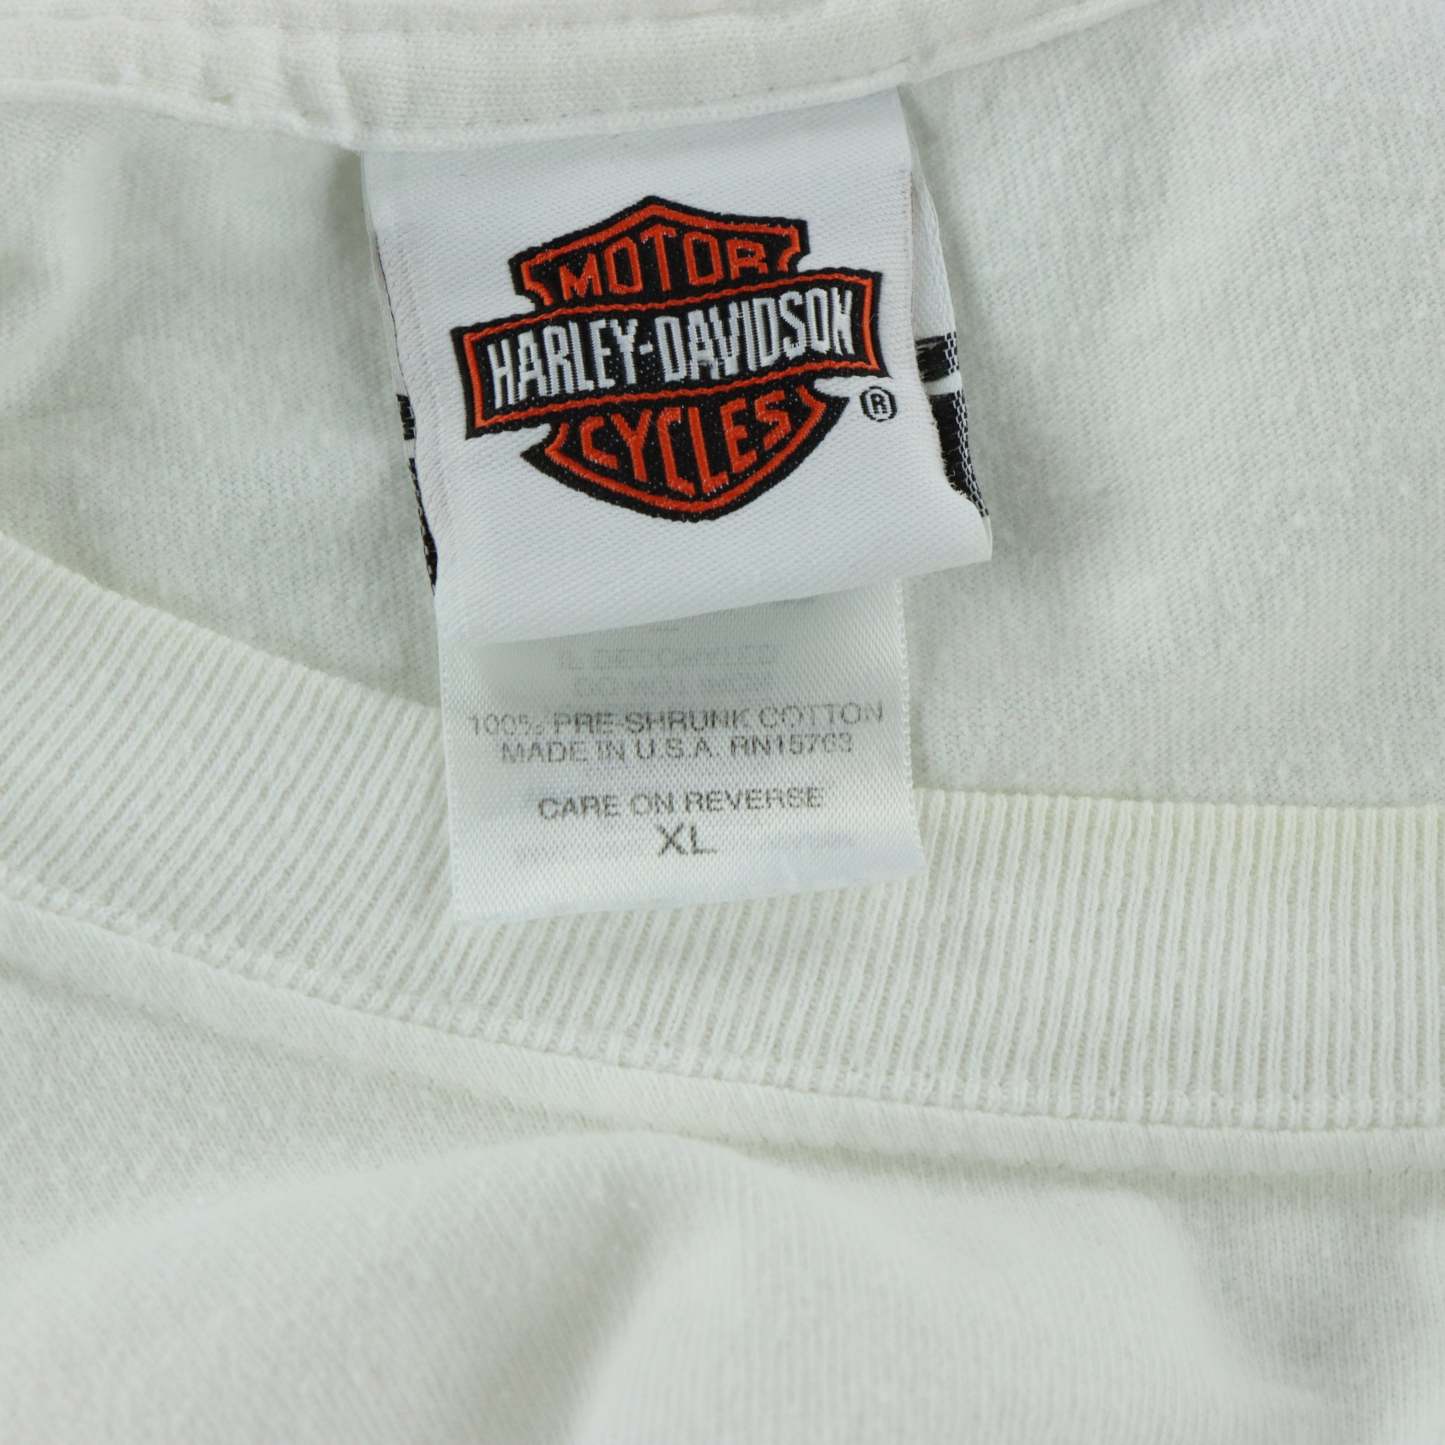 MOTOR
HARLEY-DAVIDSON
CYCLES
®
100% PRE-SHRUNK COTTON
MADE IN U.S.A. RN15763
CARE ON REVERSE
XL